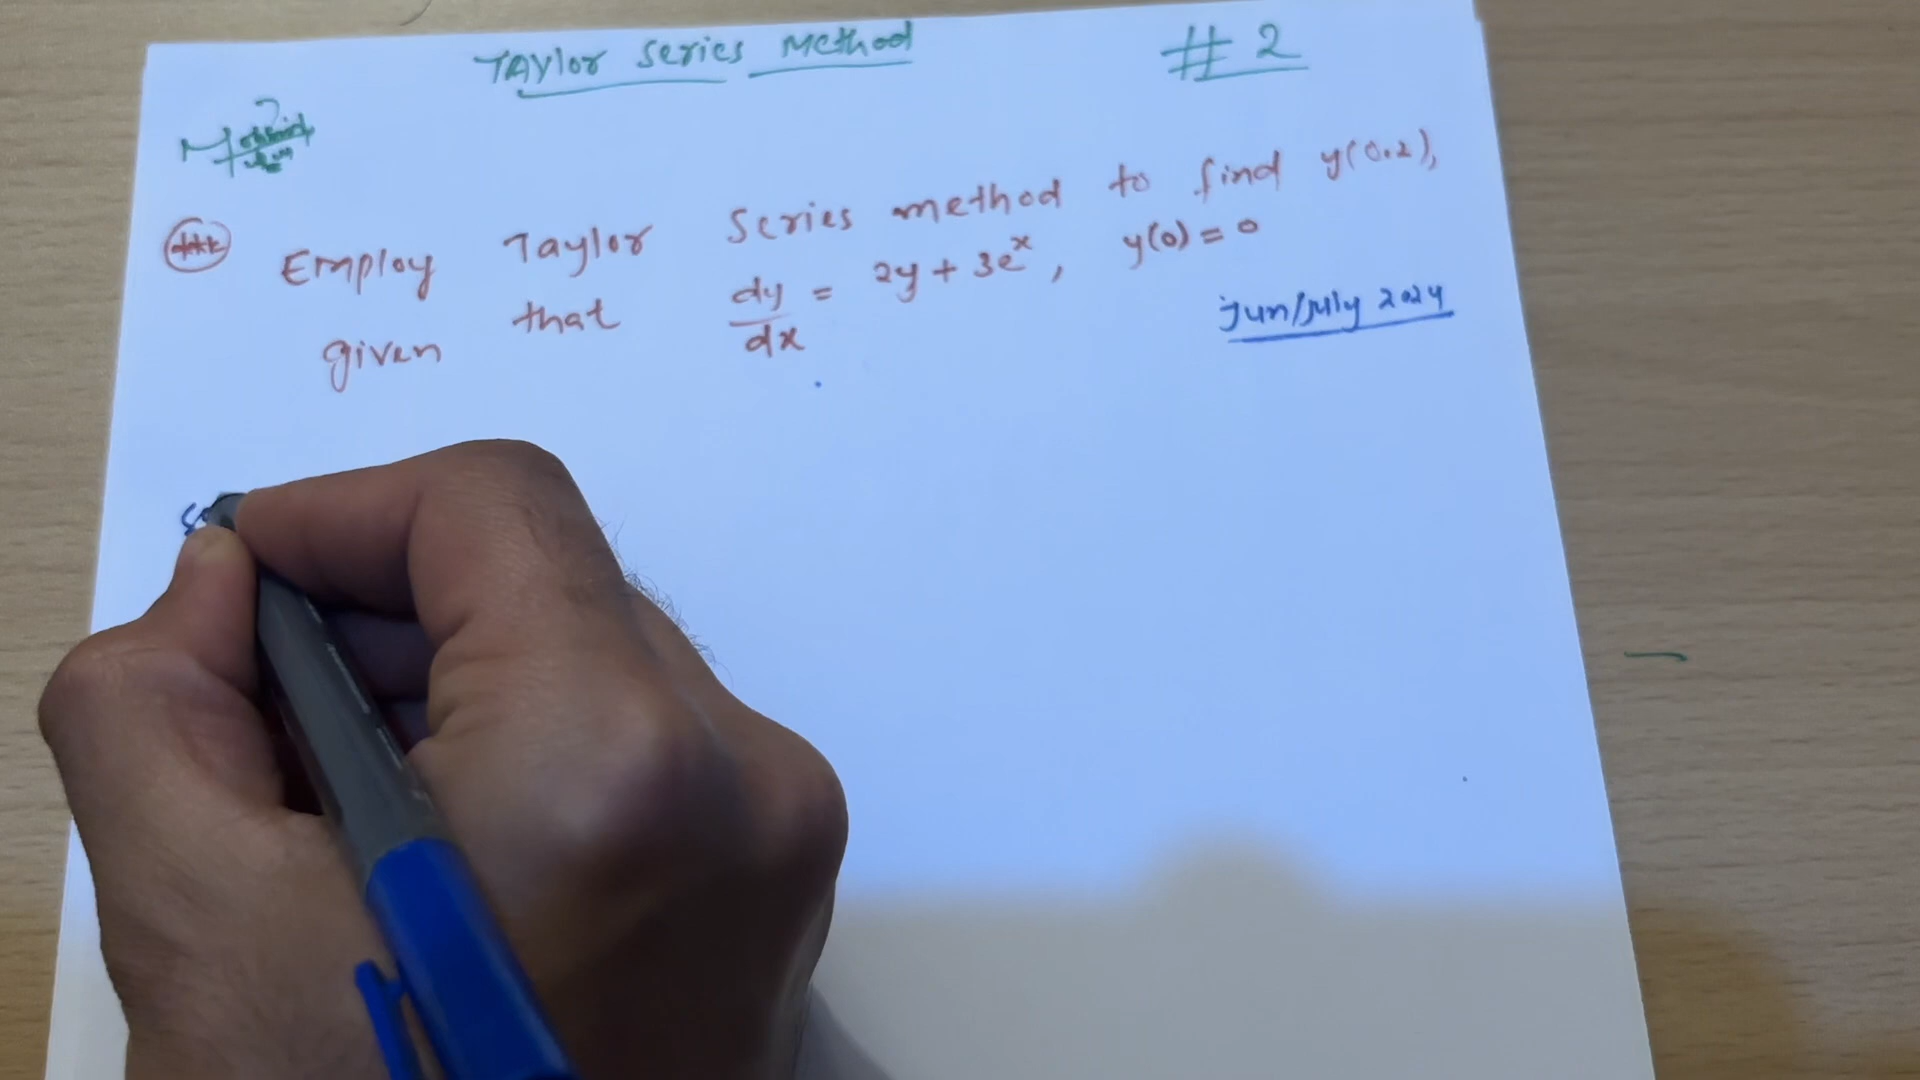 Taylor Series Method
# 2
Employ Taylor Series method to find y(0.2),
given that dy/dx = 2y + 3e^x, y(0) = 0
Jun/July 2024